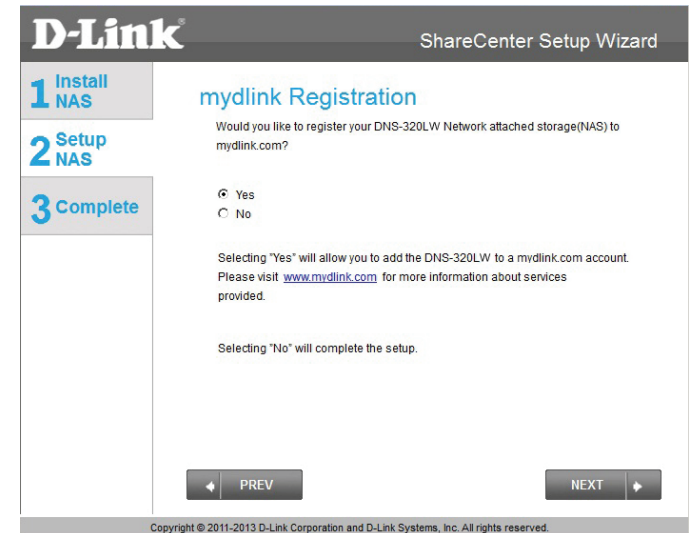 D-Link®
ShareCenter Setup Wizard
1 Install
NAS
2 Setup
NAS
3 Complete
mydlink Registration
Would you like to register your DNS-320LW Network attached storage(NAS) to
mydlink.com?
Yes
No
Selecting "Yes" will allow you to add the DNS-320LW to a mydlink.com account.
Please visit www.mydlink.com for more information about services
provided.
Selecting "No" will complete the setup.
PREV
NEXT
Copyright © 2011-2013 D-Link Corporation and D-Link Systems, Inc. All rights reserved.